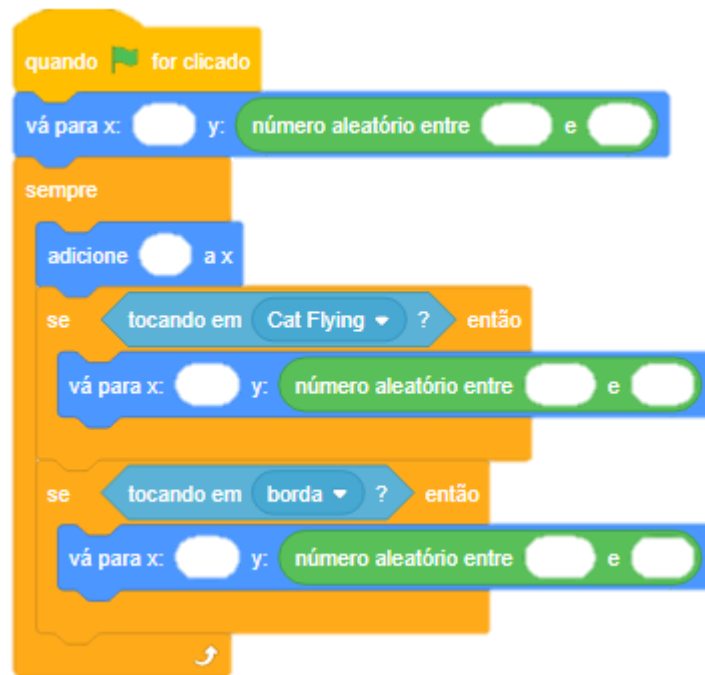 quando for clicado
vá para x: y: número aleatório entre e
sempre
adicione a x
se tocando em Cat Flying ? então
vá para x: y: número aleatório entre e
se tocando em borda ? então
vá para x: y: número aleatório entre e